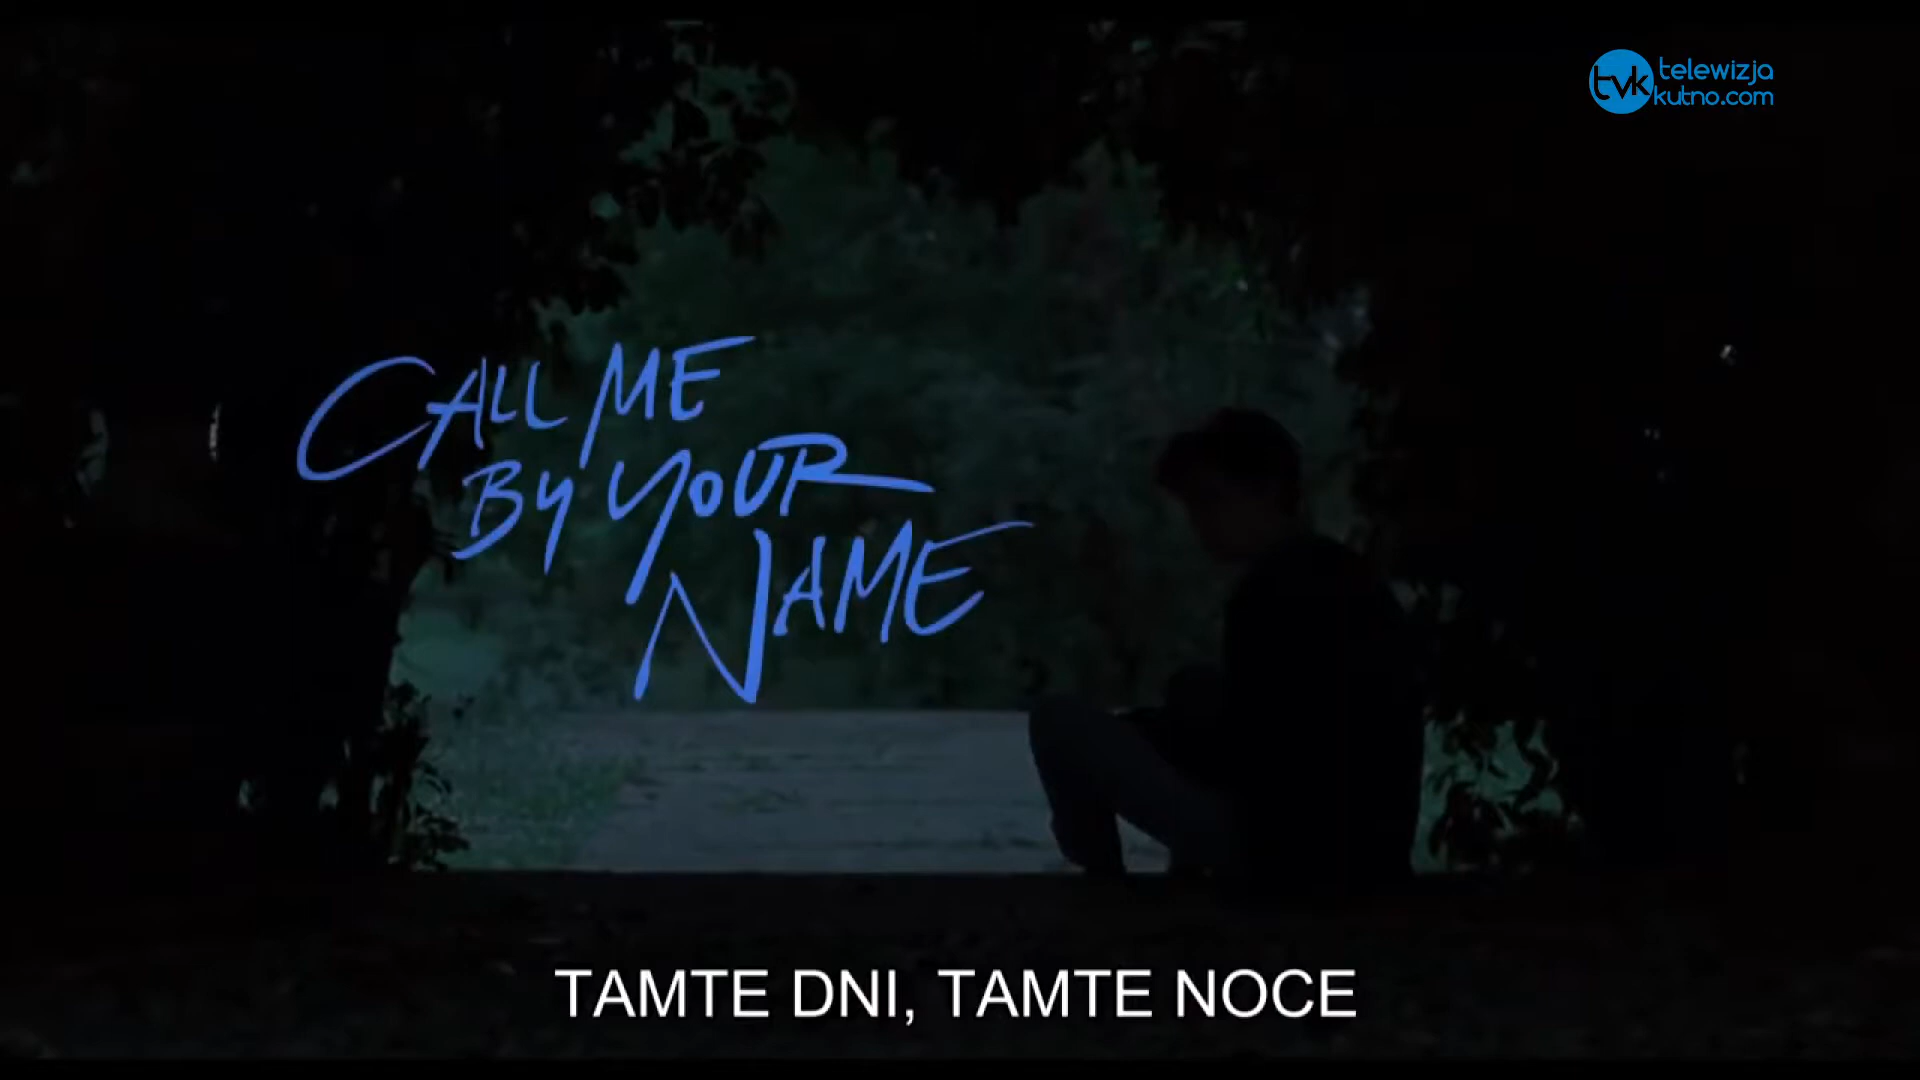 tvk telewizja
kutno.com
CALL ME
BY YOUR
NAME
TAMTE DNI, TAMTE NOCE